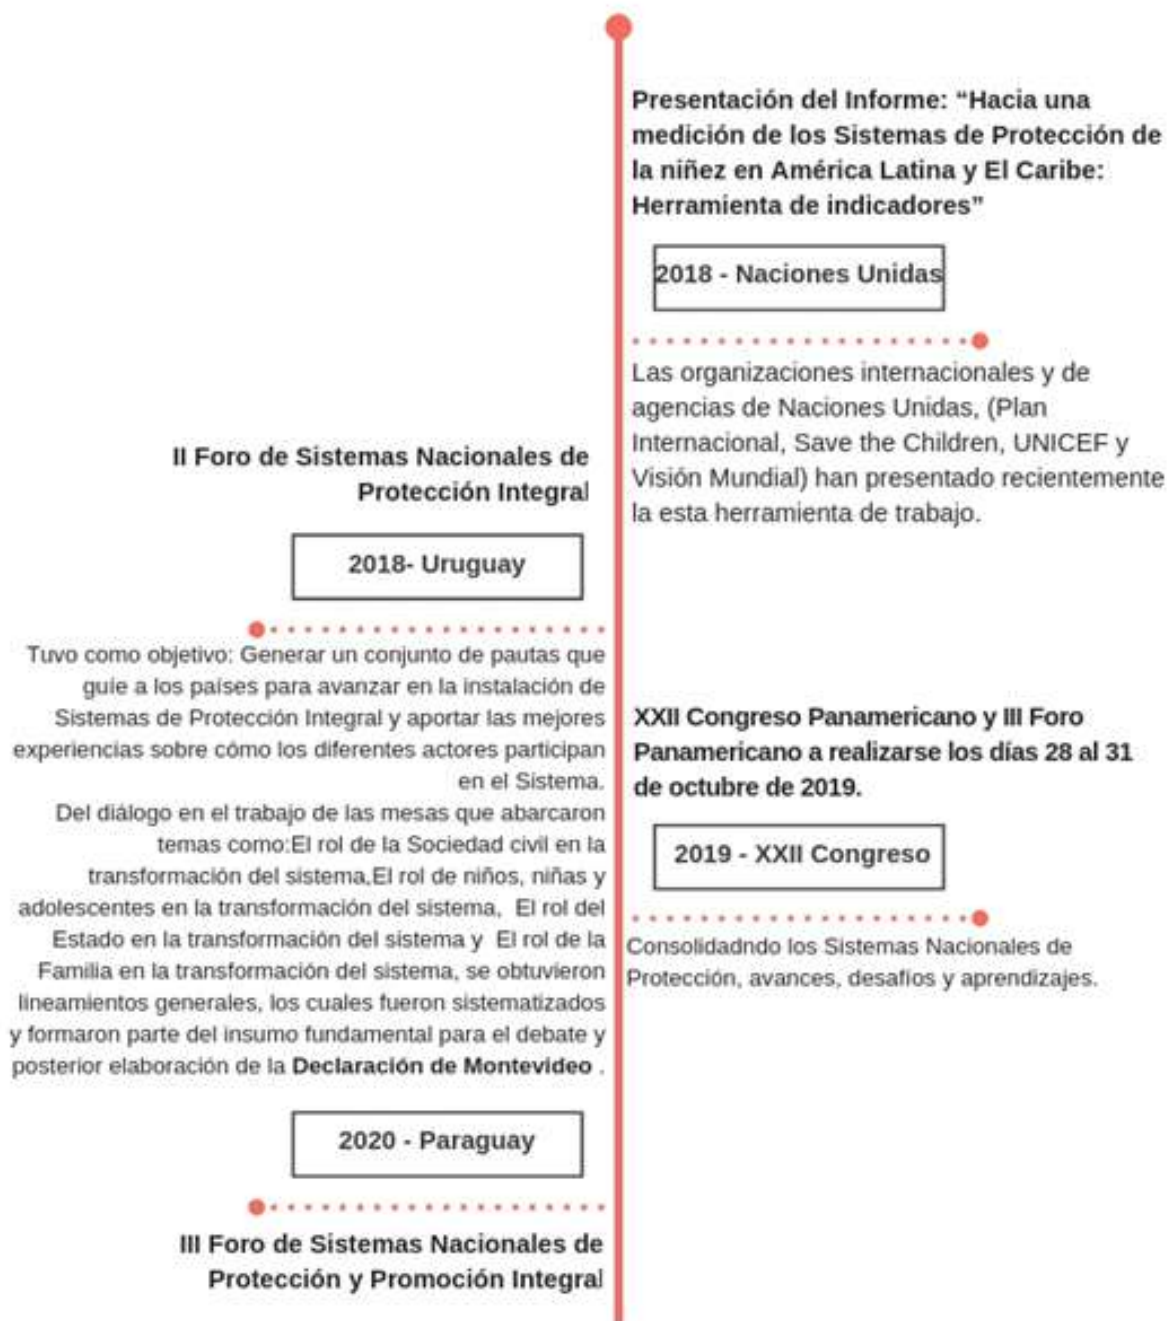 Presentación del Informe: “Hacia una
medición de los Sistemas de Protección de
la niñez en América Latina y El Caribe:
Herramienta de indicadores”
2018 - Naciones Unidas
Las organizaciones internacionales y de
agencias de Naciones Unidas, (Plan
Internacional, Save the Children, UNICEF y
Visión Mundial) han presentado recientemente
la esta herramienta de trabajo.
II Foro de Sistemas Nacionales de
Protección Integral
2018- Uruguay
Tuvo como objetivo: Generar un conjunto de pautas que
guíe a los países para avanzar en la instalación de
Sistemas de Protección Integral y aportar las mejores
experiencias sobre cómo los diferentes actores participan
en el Sistema.
Del diálogo en el trabajo de las mesas que abarcaron
temas como:El rol de la Sociedad civil en la
transformación del sistema,El rol de niños, niñas y
adolescentes en la transformación del sistema,  El rol del
Estado en la transformación del sistema y  El rol de la
Familia en la transformación del sistema, se obtuvieron
lineamientos generales, los cuales fueron sistematizados
y formaron parte del insumo fundamental para el debate y
posterior elaboración de la Declaración de Montevideo .
XXII Congreso Panamericano y III Foro
Panamericano a realizarse los días 28 al 31
de octubre de 2019.
2019 - XXII Congreso
Consolidadndo los Sistemas Nacionales de
Protección, avances, desafíos y aprendizajes.
2020 - Paraguay
III Foro de Sistemas Nacionales de
Protección y Promoción Integral